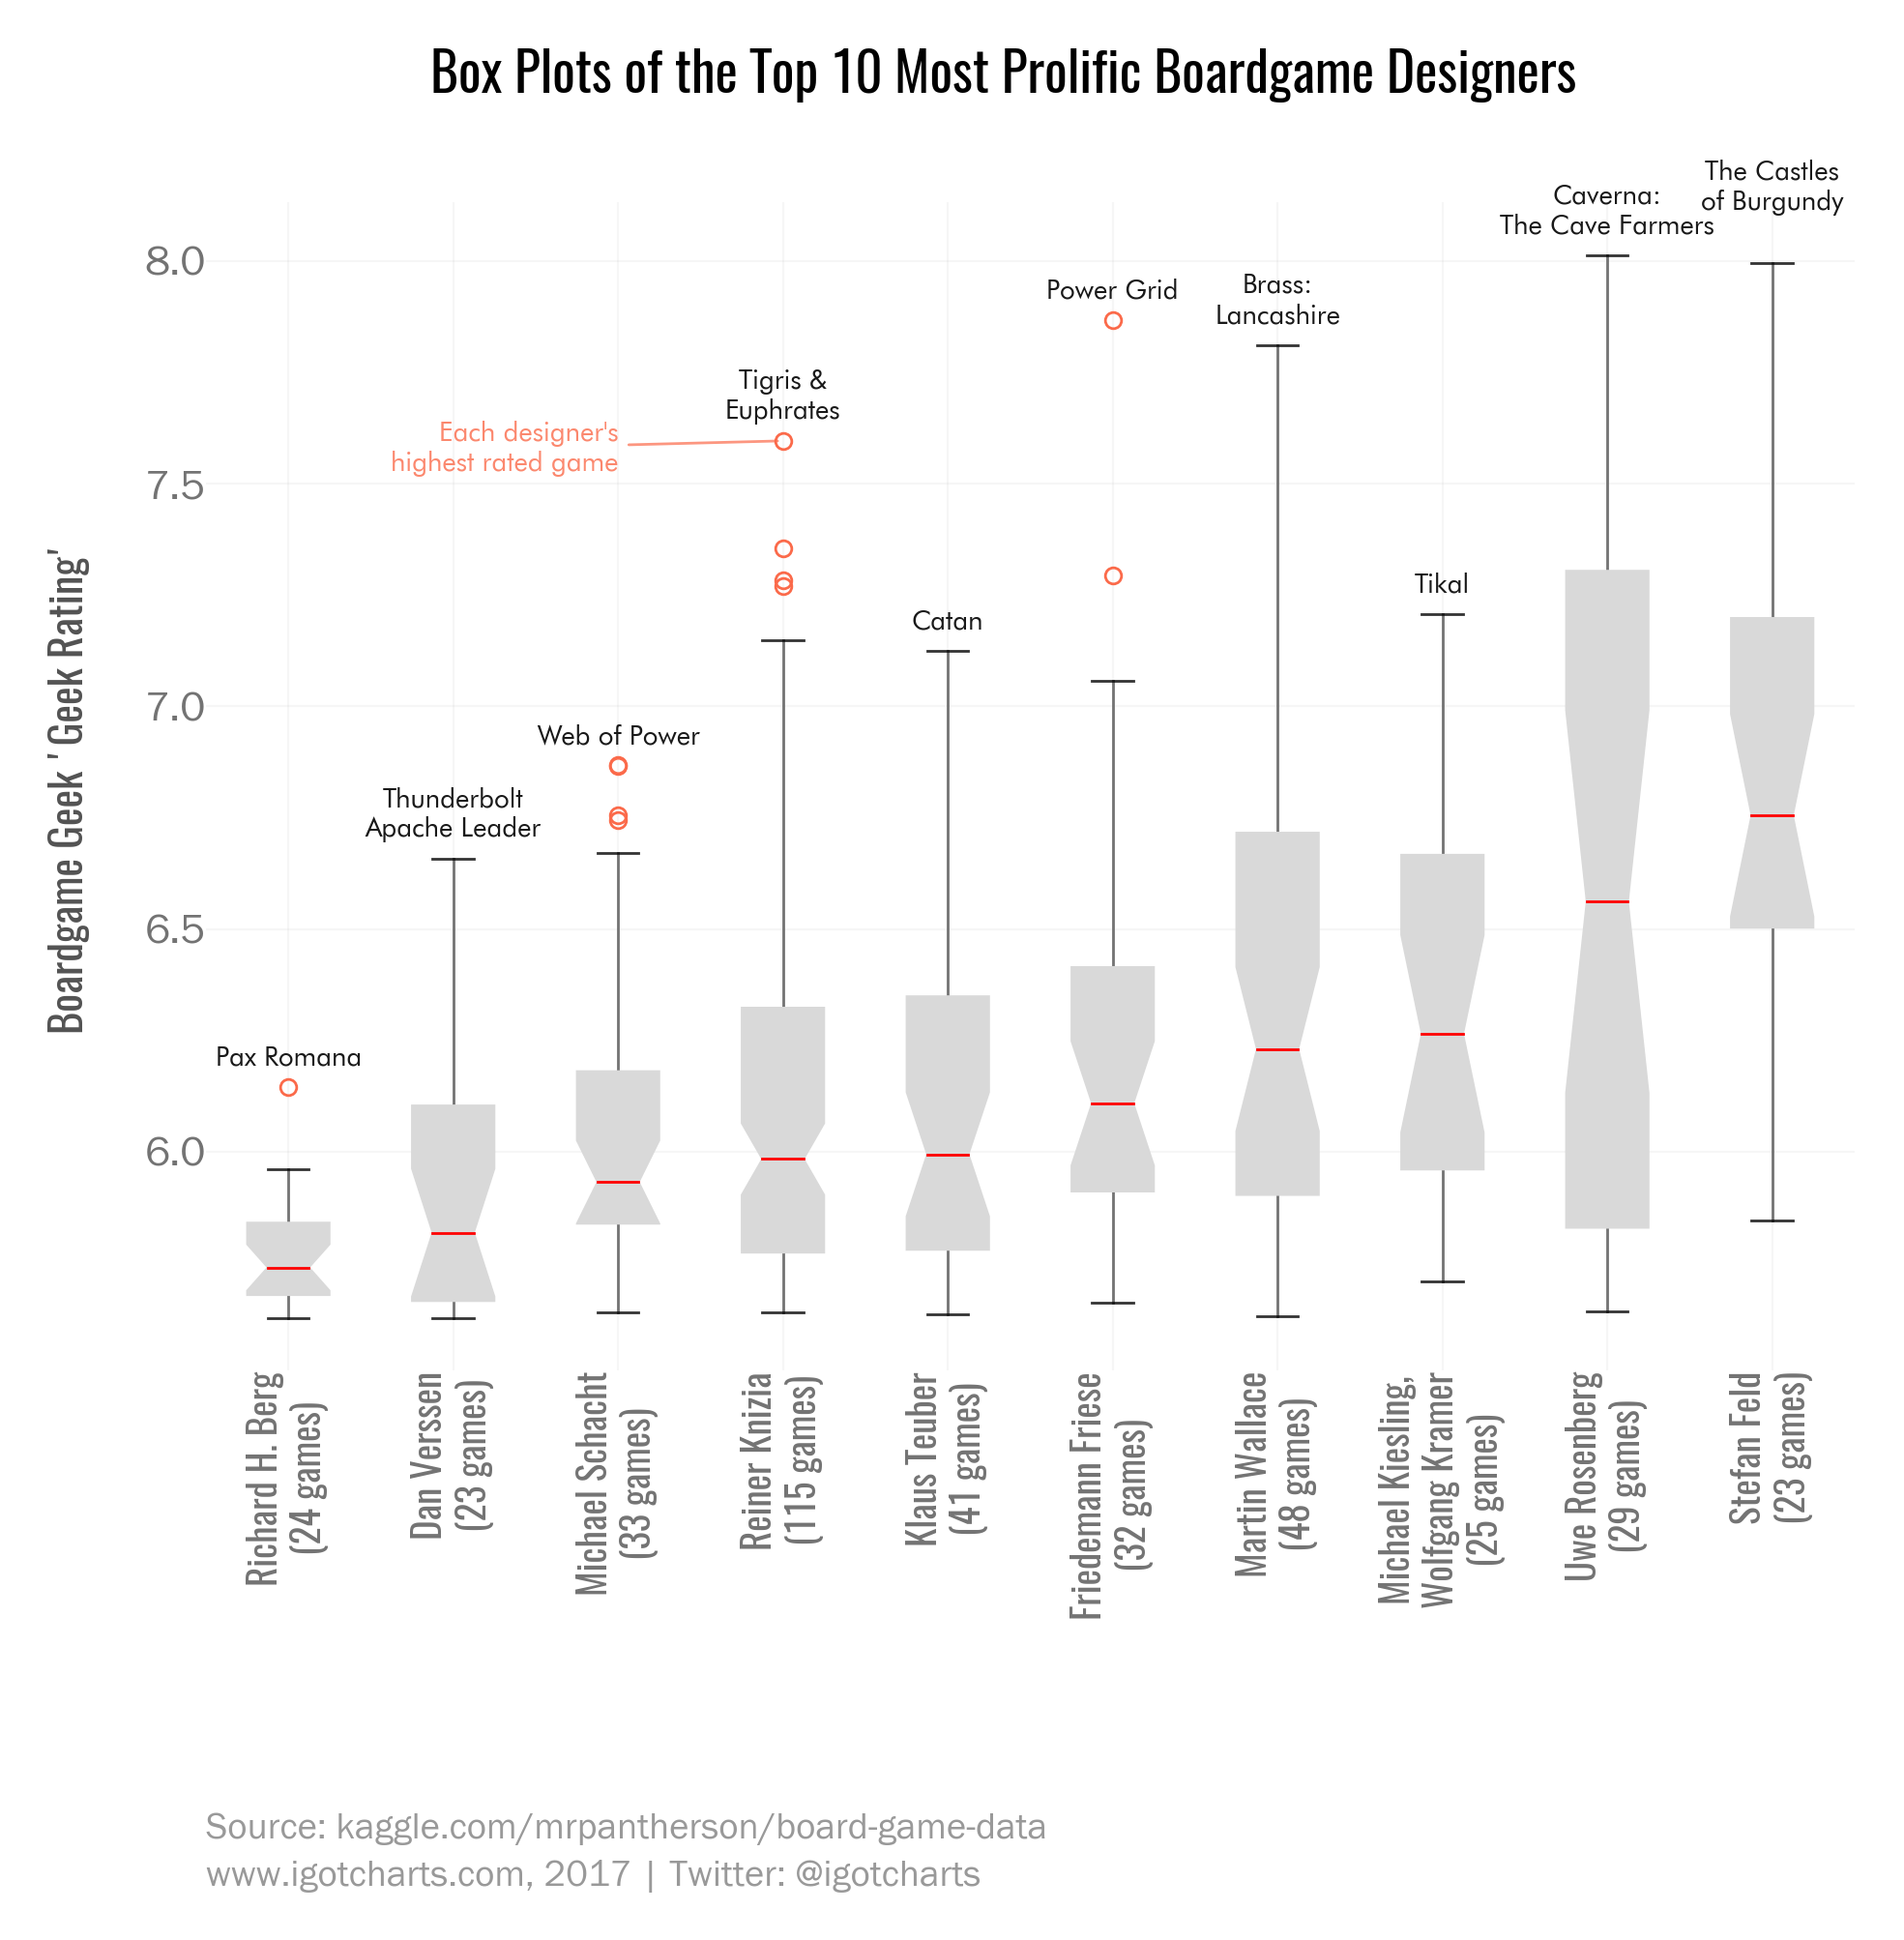 Box Plots of the Top 10 Most Prolific Boardgame Designers
The Castles
of Burgundy
Caverna:
The Cave Farmers
Power Grid
Brass:
Lancashire
Tigris &
Euphrates
Each designer's
highest rated game
Tikal
Catan
Web of Power
Thunderbolt
Apache Leader
Pax Romana
Boardgame Geek 'Geek Rating'
8.0
7.5
7.0
6.5
6.0
Richard H. Berg
(24 games)
Dan Verssen
(23 games)
Michael Schacht
(33 games)
Reiner Knizia
(115 games)
Klaus Teuber
(41 games)
Friedemann Friese
(32 games)
Martin Wallace
(48 games)
Michael Kiesling,
Wolfgang Kramer
(25 games)
Uwe Rosenberg
(29 games)
Stefan Feld
(23 games)
Source: kaggle.com/mrpantherson/board-game-data
www.igotcharts.com, 2017 | Twitter: @igotcharts